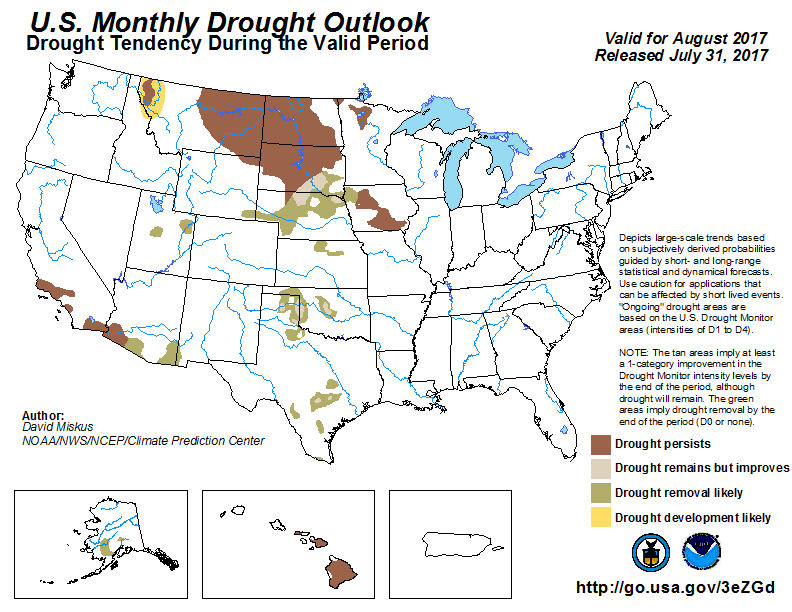 U.S. Monthly Drought Outlook
Drought Tendency During the Valid Period
Valid for August 2017
Released July 31, 2017
Depicts large-scale trends based
on subjectively derived probabilities
guided by short- and long-range
statistical and dynamical forecasts.
Use caution for applications that
can be affected by short lived events.
"Ongoing" drought areas are
based on the U.S. Drought Monitor
areas (intensities of D1 to D4).
NOTE: The tan areas imply at least
a 1-category improvement in the
Drought Monitor intensity levels by
the end of the period, although
drought will remain. The green
areas imply drought removal by the
end of the period (D0 or none).
Author:
David Miskus
NOAA/NWS/NCEP/Climate Prediction Center
Drought persists
Drought remains but improves
Drought removal likely
Drought development likely
http://go.usa.gov/3eZGd